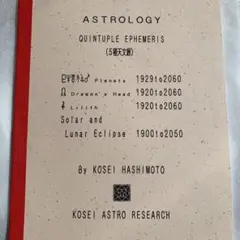 ASTROLOGY
QUINTUPLE EPHEMERIS
(5種天文暦)
Planets 1929to2060
☊ Dragon's Head 1920to2060
⚸ Lilith 1920to2060
Solar and
Lunar Eclipse 1900to2050
By KOSEI HASHIMOTO
KOSEI ASTRO RESEARCH